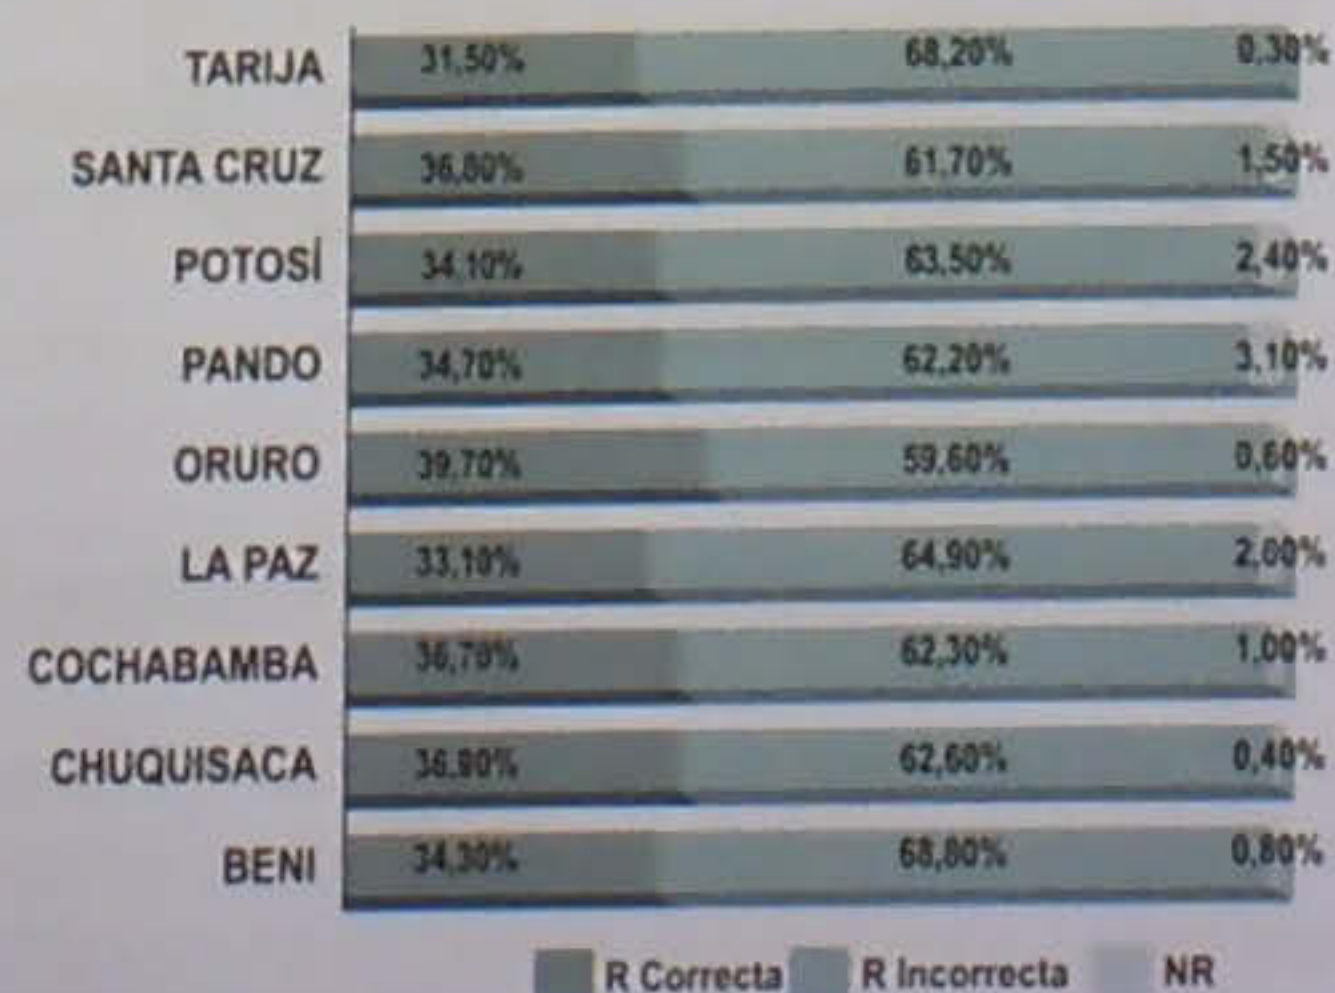 TARIJA 31,50% 68,20% 0,30%
SANTA CRUZ 36,80% 61,70% 1,50%
POTOSÍ 34,10% 63,50% 2,40%
PANDO 34,70% 62,20% 3,10%
ORURO 39,70% 59,60% 0,60%
LA PAZ 33,10% 64,90% 2,00%
COCHABAMBA 36,70% 62,30% 1,00%
CHUQUISACA 36,90% 62,60% 0,40%
BENI 34,30% 68,80% 0,80%
R Correcta R Incorrecta NR